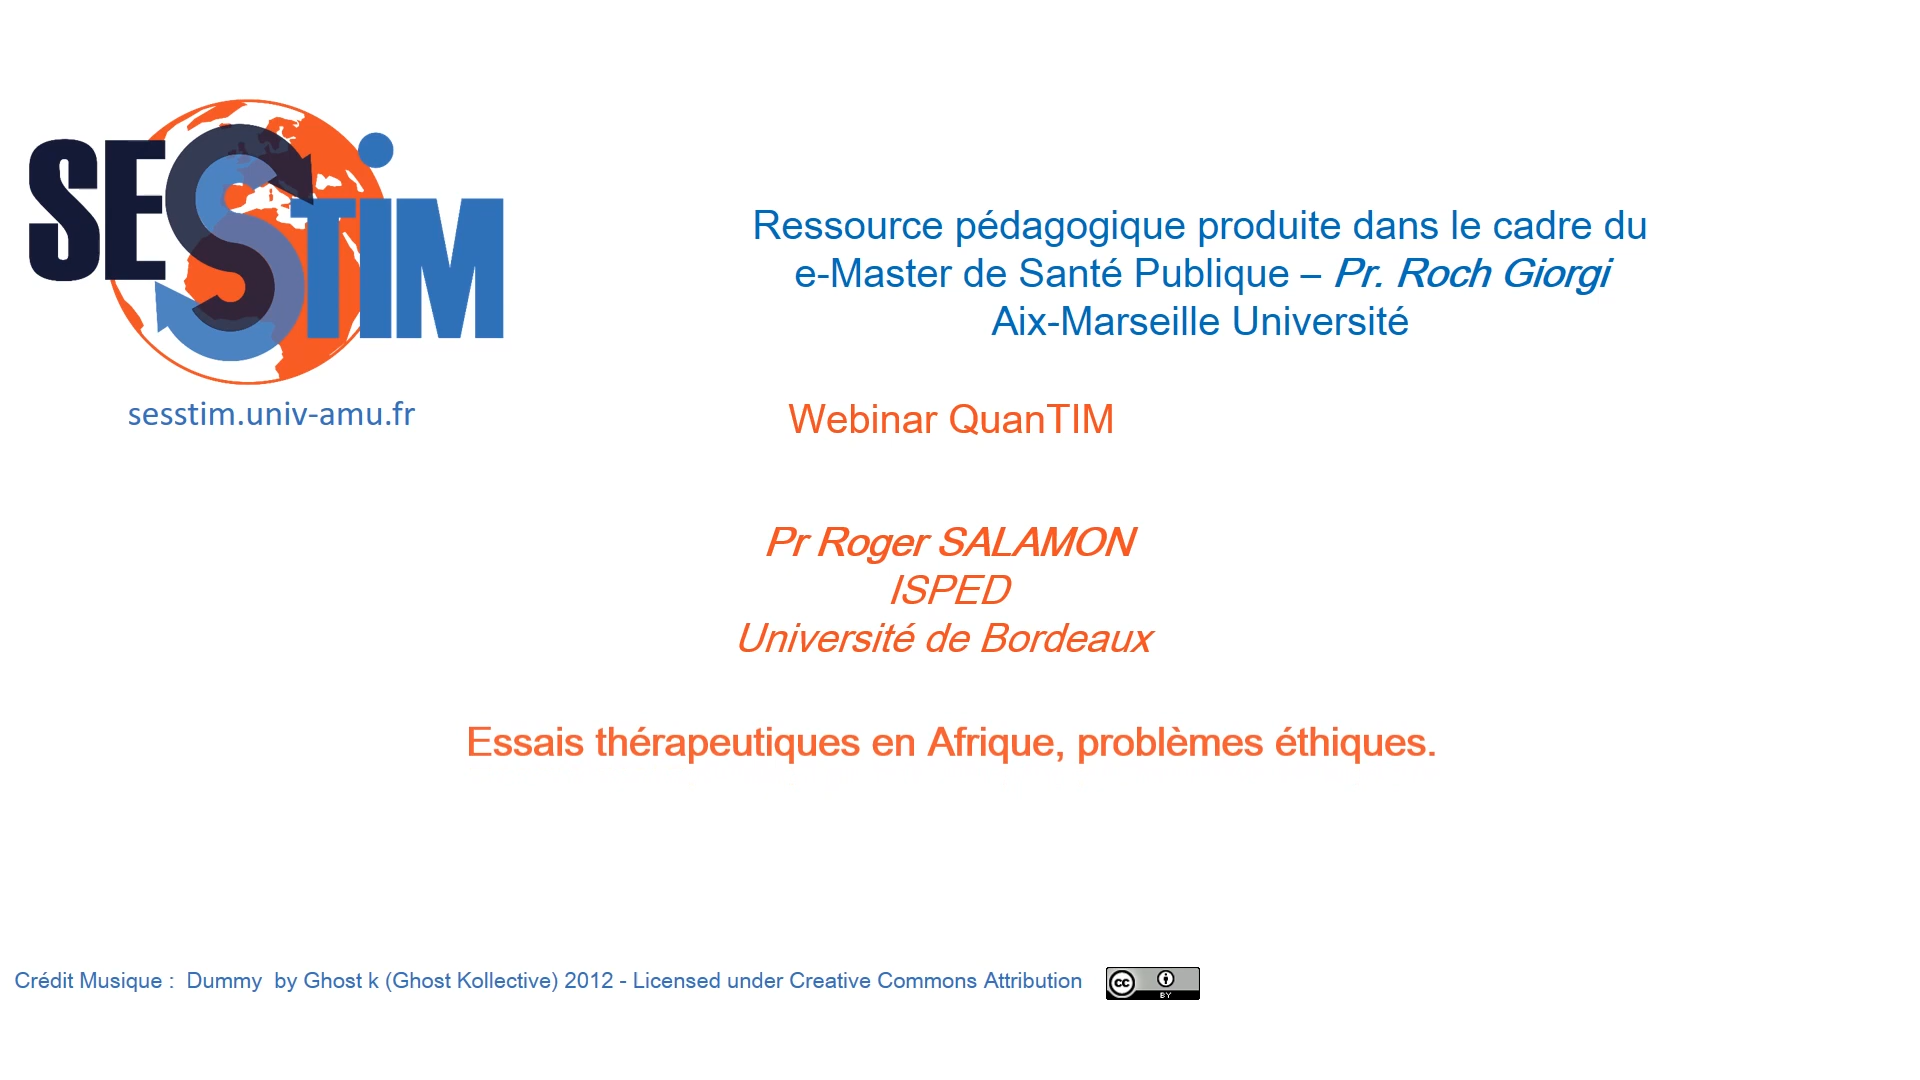 SESSTIM
sesstim.univ-amu.fr
Ressource pédagogique produite dans le cadre du
e-Master de Santé Publique – Pr. Roch Giorgi
Aix-Marseille Université
Webinar QuanTIM
Pr Roger SALAMON
ISPED
Université de Bordeaux
Essais thérapeutiques en Afrique, problèmes éthiques.
Crédit Musique :  Dummy  by Ghost k (Ghost Kollective) 2012 - Licensed under Creative Commons Attribution
cc BY